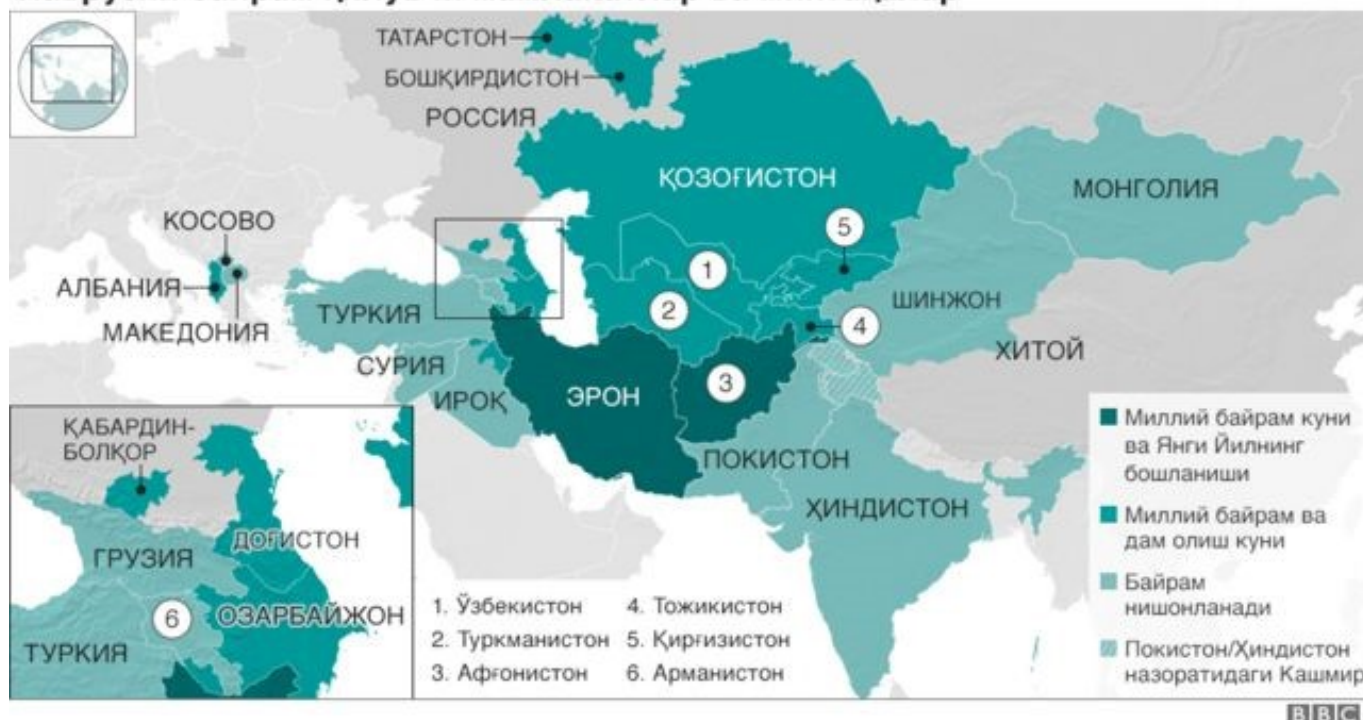 ТАТАРСТОН
БОШҚИРДИСТОН
РОССИЯ
ҚОЗОҒИСТОН
МОНГОЛИЯ
КОСОВО
5
1
АЛБАНИЯ
ТУРКИЯ
2
ШИНЖОН
МАКЕДОНИЯ
4
ХИТОЙ
СУРИЯ
3
ИРОҚ
ЭРОН
ПОКИСТОН
ҲИНДИСТОН
ҚАБАРДИН-
БОЛҚОР
ДОҒИСТОН
ГРУЗИЯ
6
ОЗАРБАЙЖОН
ТУРКИЯ
1. Ўзбекистон
2. Туркманистон
3. Афғонистон
4. Тожикистон
5. Қирғизистон
6. Арманистон
Миллий байрам куни
ва Янги Йилнинг
бошланиши
Миллий байрам ва
дам олиш куни
Байрам
нишонланади
Покистон/Ҳиндистон
назоратидаги Кашмир
BBC